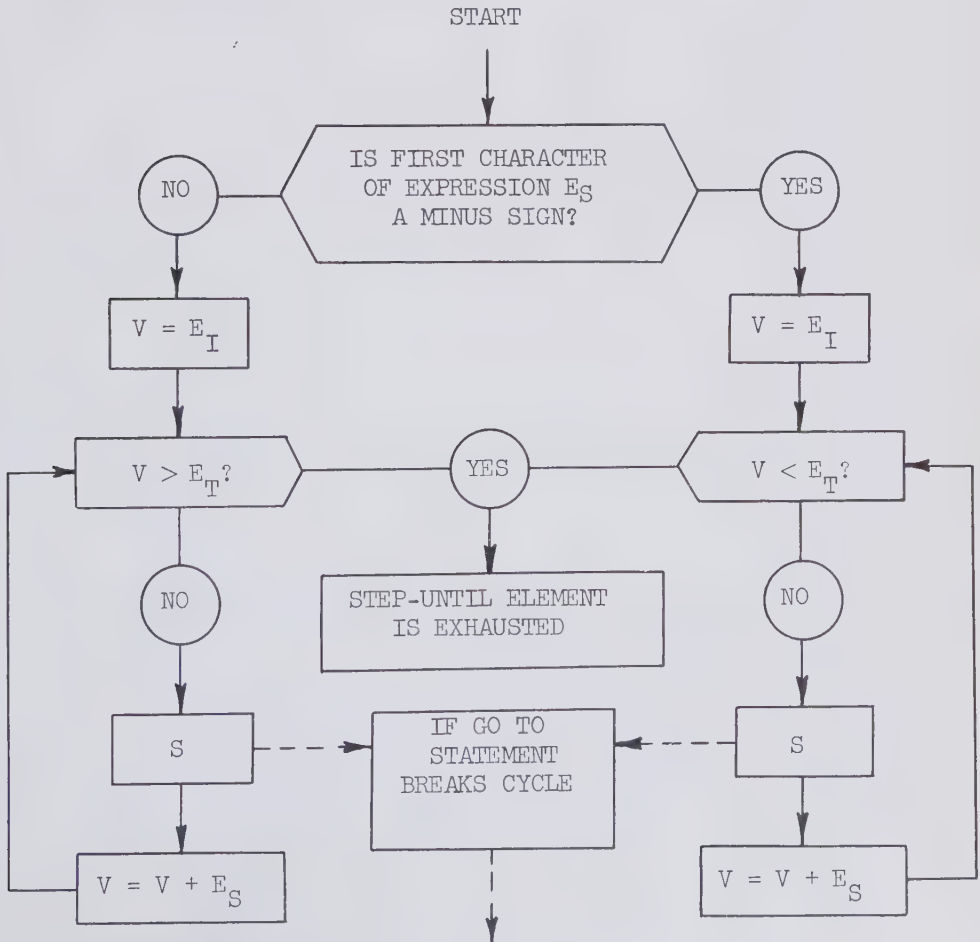 START
IS FIRST CHARACTER
OF EXPRESSION E_S
A MINUS SIGN?
NO
YES
V = E_I
V = E_I
V > E_T?
YES
V < E_T?
NO
STEP-UNTIL ELEMENT
IS EXHAUSTED
NO
S
IF GO TO
STATEMENT
BREAKS CYCLE
S
V = V + E_S
V = V + E_S